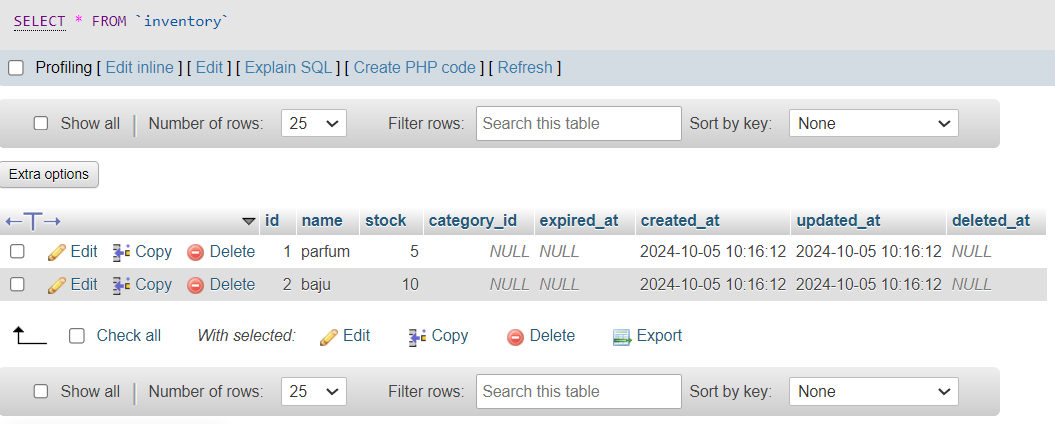 SELECT * FROM `inventory`
Profiling [ Edit inline ] [ Edit ] [ Explain SQL ] [ Create PHP code ] [ Refresh ]
Show all Number of rows: 25 Filter rows: Search this table Sort by key: None
Extra options
←T→ id name stock category_id expired_at created_at updated_at deleted_at
Edit Copy Delete 1 parfum 5 NULL NULL 2024-10-05 10:16:12 2024-10-05 10:16:12 NULL
Edit Copy Delete 2 baju 10 NULL NULL 2024-10-05 10:16:12 2024-10-05 10:16:12 NULL
Check all With selected: Edit Copy Delete Export
Show all Number of rows: 25 Filter rows: Search this table Sort by key: None